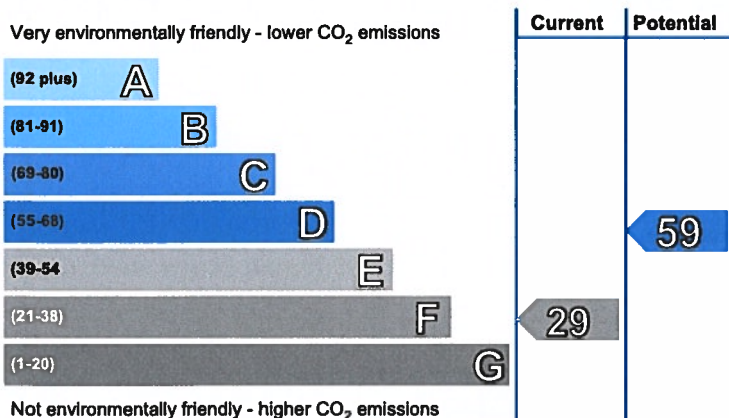 Very environmentally friendly - lower CO₂ emissions
Current
Potential
(92 plus) A
(81-91) B
(69-80) C
(55-68) D
59
(39-54 E
(21-38) F
29
(1-20) G
Not environmentally friendly - higher CO₂ emissions